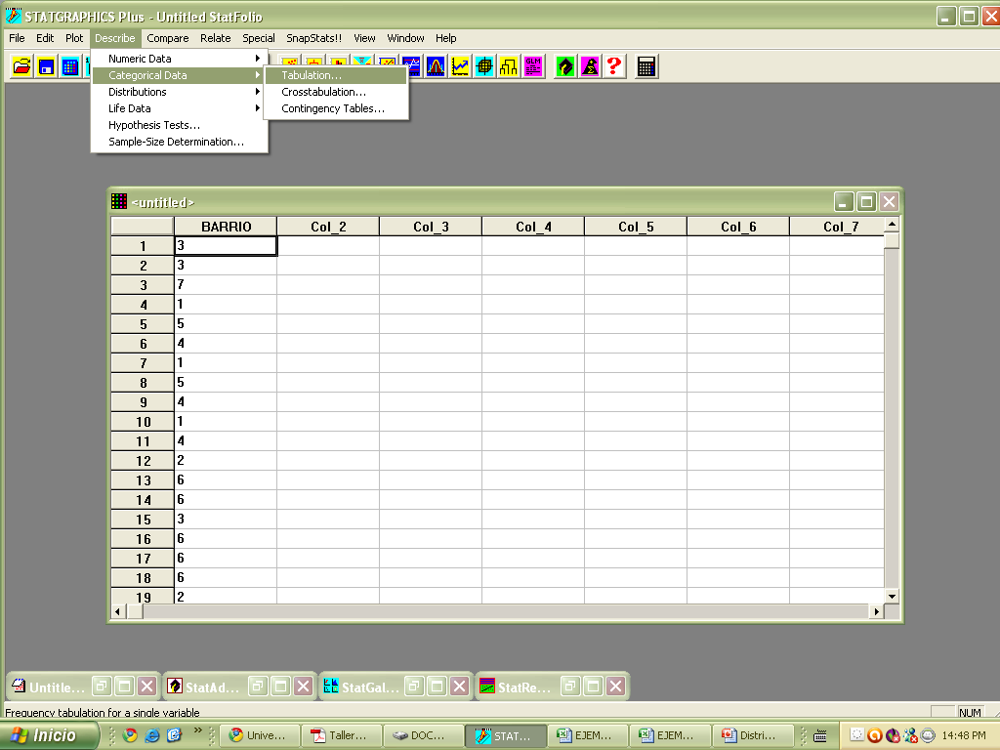 STATGRAPHICS Plus - Untitled StatFolio
File Edit Plot Describe Compare Relate Special SnapStats!! View Window Help
Numeric Data
Categorical Data
Distributions
Life Data
Hypothesis Tests...
Sample-Size Determination...
Tabulation...
Crosstabulation...
Contingency Tables...
GLM
<untitled>
BARRIO Col_2 Col_3 Col_4 Col_5 Col_6 Col_7
1 3
2 3
3 7
4 1
5 5
6 4
7 1
8 5
9 4
10 1
11 4
12 2
13 6
14 6
15 3
16 6
17 6
18 6
19 2
Untitle... StatAd... StatGal... StatRe...
Frequency tabulation for a single variable NUM
Inicio » Unive... Taller... DOC... STAT... EJEM... EJEM... Distri... 14:48 PM